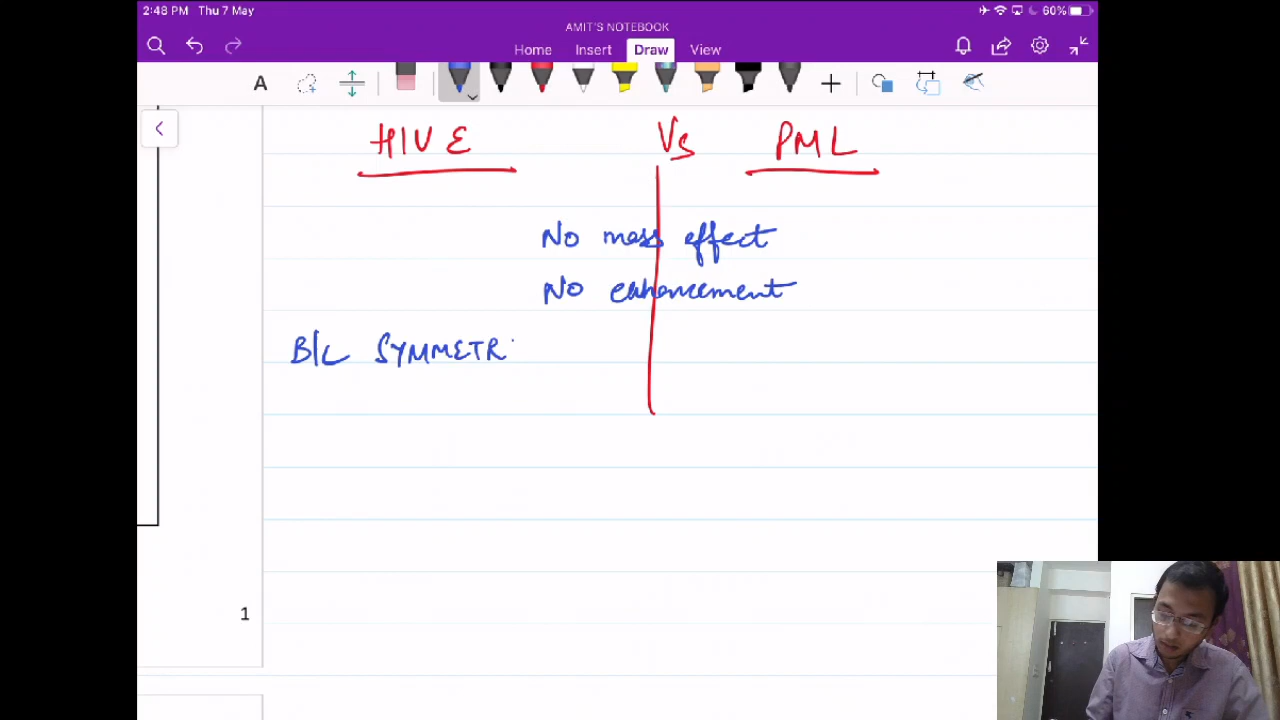 2:48 PM Thu 7 May
60%
AMIT'S NOTEBOOK
Home Insert Draw View
A
HIVE Vs PML
No mass effect
No enhancement
B/L SYMMETR
1